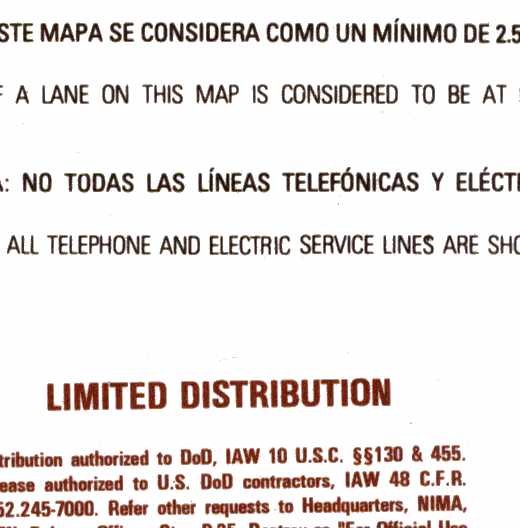 STE MAPA SE CONSIDERA COMO UN MÍNIMO DE 2.5
F A LANE ON THIS MAP IS CONSIDERED TO BE AT
A: NO TODAS LAS LÍNEAS TELEFÓNICAS Y ELÉCT
ALL TELEPHONE AND ELECTRIC SERVICE LINES ARE SHO
LIMITED DISTRIBUTION
tribution authorized to DoD, IAW 10 U.S.C. §§130 & 455.
ease authorized to U.S. DoD contractors, IAW 48 C.F.R.
52.245-7000. Refer other requests to Headquarters, NIMA,